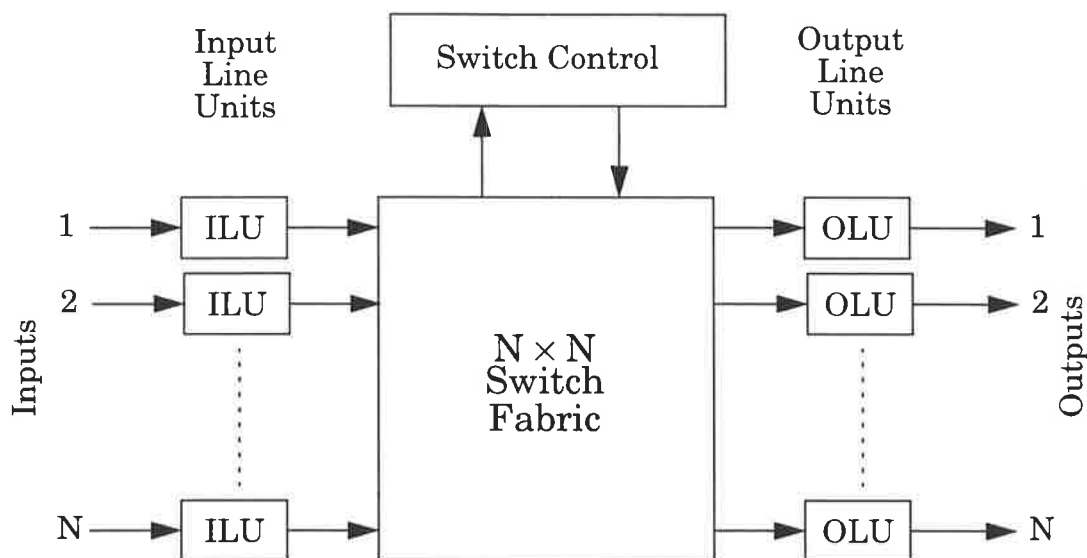 Input
Line
Units
Switch Control
Output
Line
Units
Inputs
1
ILU
OLU
1
2
ILU
OLU
2
N × N
Switch
Fabric
N
ILU
OLU
N
Outputs